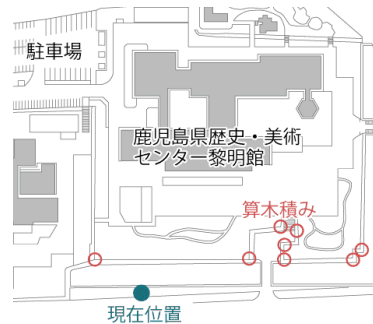 駐車場
鹿児島県歴史・美術
センター黎明館
算木積み
現在位置